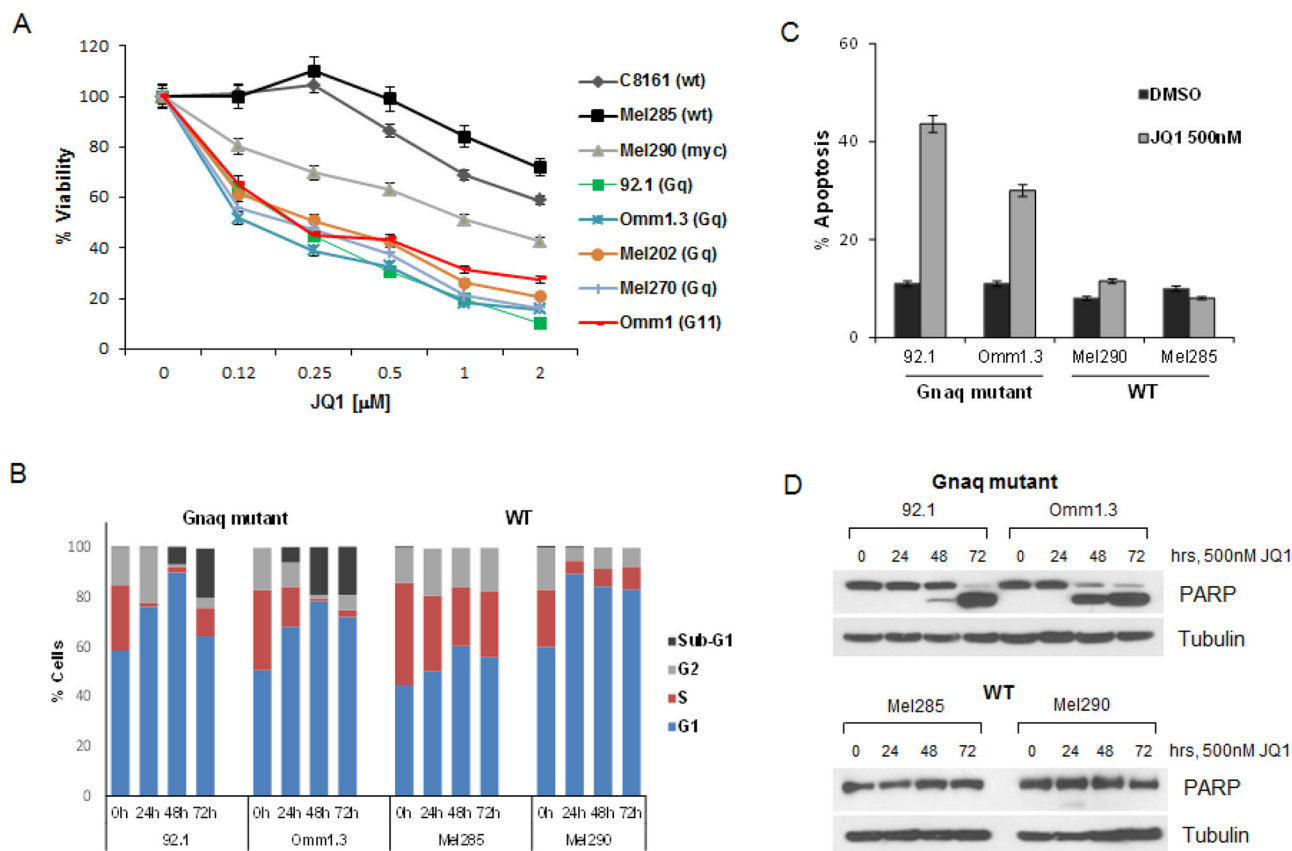 A
120
100
80
60
40
20
0
% Viability
0 0.12 0.25 0.5 1 2
JQ1 [µM]
C8161 (wt)
Mel285 (wt)
Mel290 (myc)
92.1 (Gq)
Omm1.3 (Gq)
Mel202 (Gq)
Mel270 (Gq)
Omm1 (G11)
C
60
40
20
0
% Apoptosis
DMSO
JQ1 500nM
92.1 Omm1.3 Mel290 Mel285
Gnaq mutant WT
B
Gnaq mutant WT
100
80
60
40
20
0
% Cells
Sub-G1
G2
S
G1
0h 24h 48h 72h 0h 24h 48h 72h 0h 24h 48h 72h 0h 24h 48h 72h
92.1 Omm1.3 Mel285 Mel290
D
Gnaq mutant
92.1 Omm1.3
0 24 48 72 0 24 48 72 hrs, 500nM JQ1
PARP
Tubulin
WT
Mel285 Mel290
0 24 48 72 0 24 48 72 hrs, 500nM JQ1
PARP
Tubulin